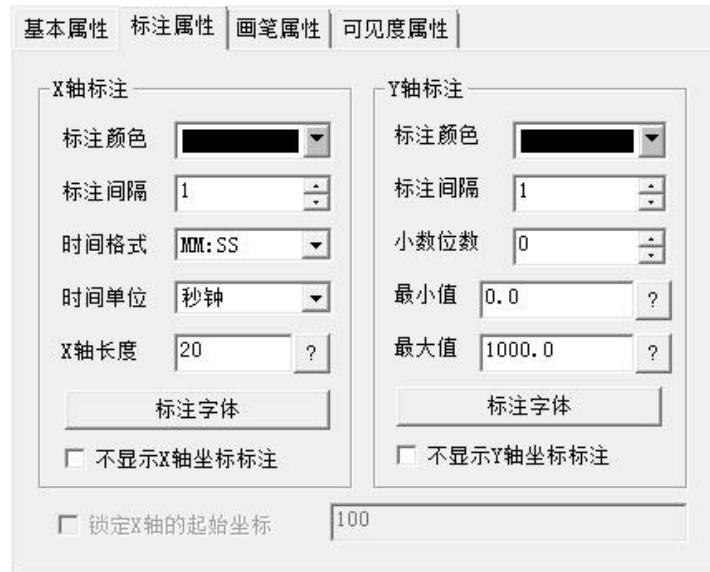 基本属性 标注属性 画笔属性 可见度属性
X轴标注
标注颜色
标注间隔 1
时间格式 MM:SS
时间单位 秒钟
X轴长度 20 ?
标注字体
不显示X轴坐标标注
Y轴标注
标注颜色
标注间隔 1
小数位数 0
最小值 0.0 ?
最大值 1000.0 ?
标注字体
不显示Y轴坐标标注
锁定X轴的起始坐标 100